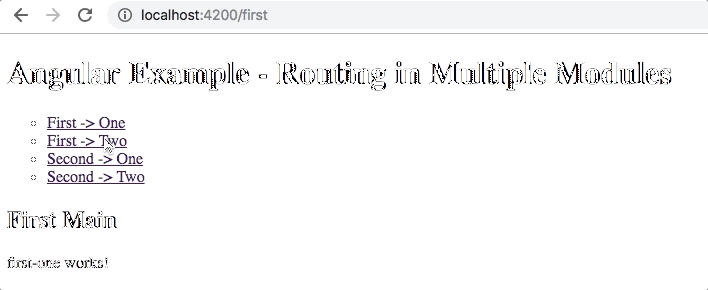 localhost:4200/first
Angular Example - Routing in Multiple Modules
First -> One
First -> Two
Second -> One
Second -> Two
First Main
first-one works!